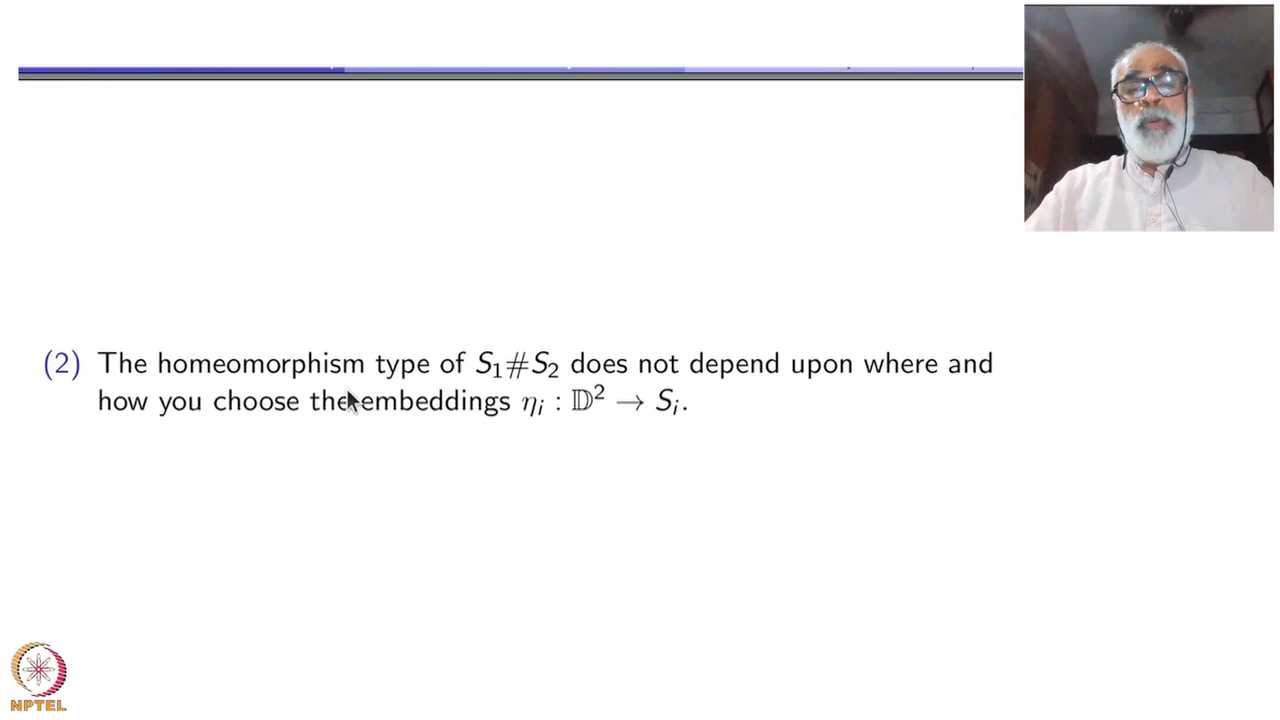 (2) The homeomorphism type of S₁#S₂ does not depend upon where and
how you choose the embeddings ηᵢ : 𝔻² → Sᵢ.
NPTEL